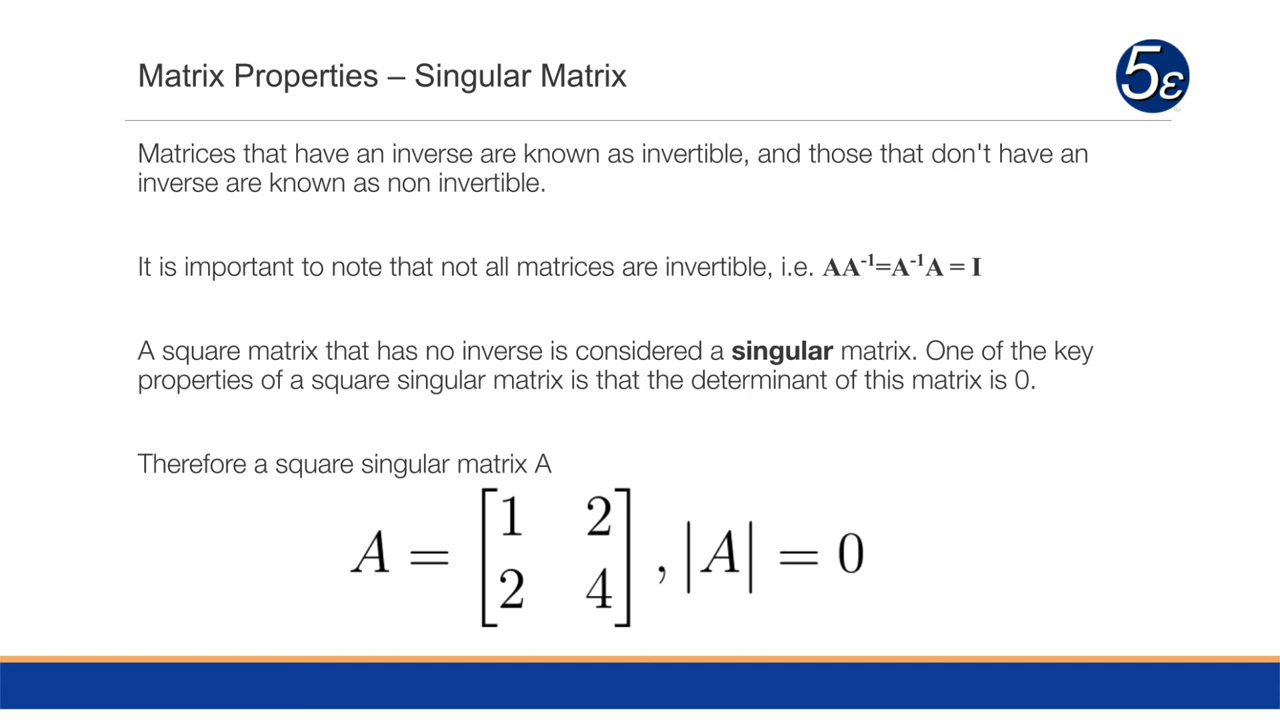 Matrix Properties – Singular Matrix
5ε
Matrices that have an inverse are known as invertible, and those that don't have an
inverse are known as non invertible.
It is important to note that not all matrices are invertible, i.e. AA⁻¹=A⁻¹A = I
A square matrix that has no inverse is considered a singular matrix. One of the key
properties of a square singular matrix is that the determinant of this matrix is 0.
Therefore a square singular matrix A
A = [1 2
2 4] , |A| = 0